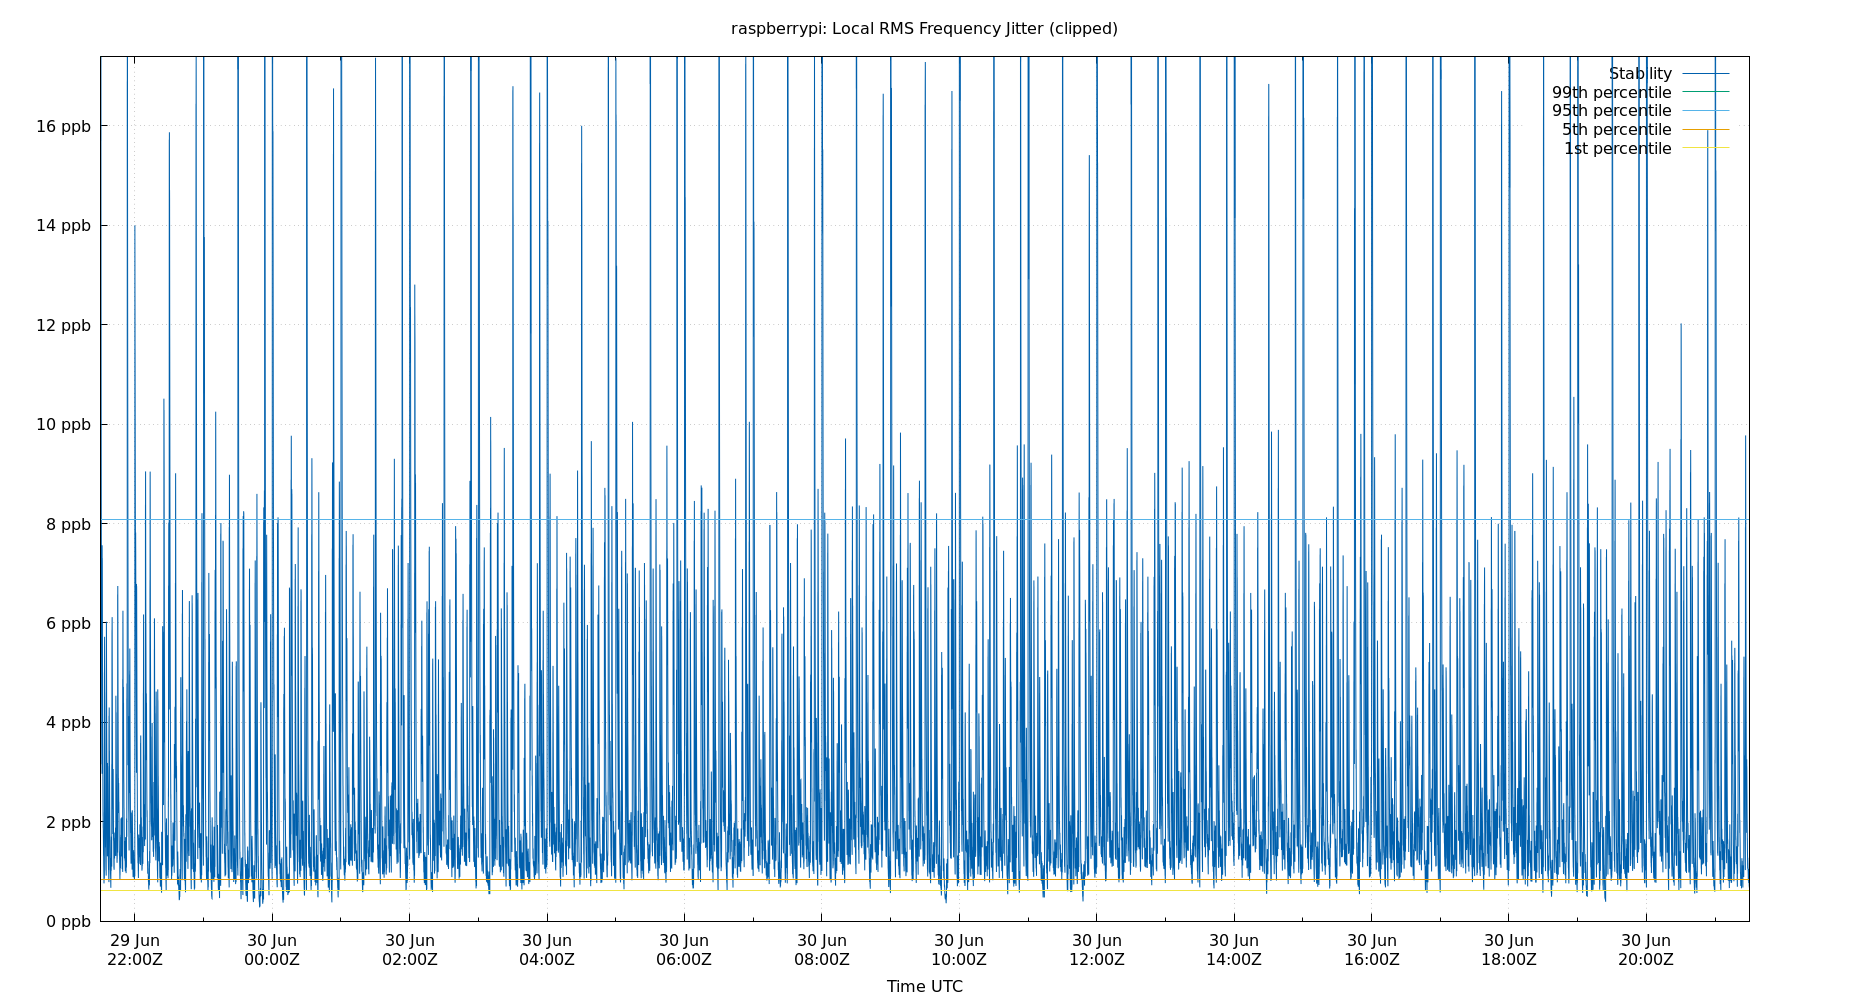 raspberrypi: Local RMS Frequency Jitter (clipped)
Stability
99th percentile
95th percentile
5th percentile
1st percentile
16 ppb
14 ppb
12 ppb
10 ppb
8 ppb
6 ppb
4 ppb
2 ppb
0 ppb
29 Jun 30 Jun 30 Jun 30 Jun 30 Jun 30 Jun 30 Jun 30 Jun 30 Jun 30 Jun 30 Jun 30 Jun
22:00Z 00:00Z 02:00Z 04:00Z 06:00Z 08:00Z 10:00Z 12:00Z 14:00Z 16:00Z 18:00Z 20:00Z
Time UTC